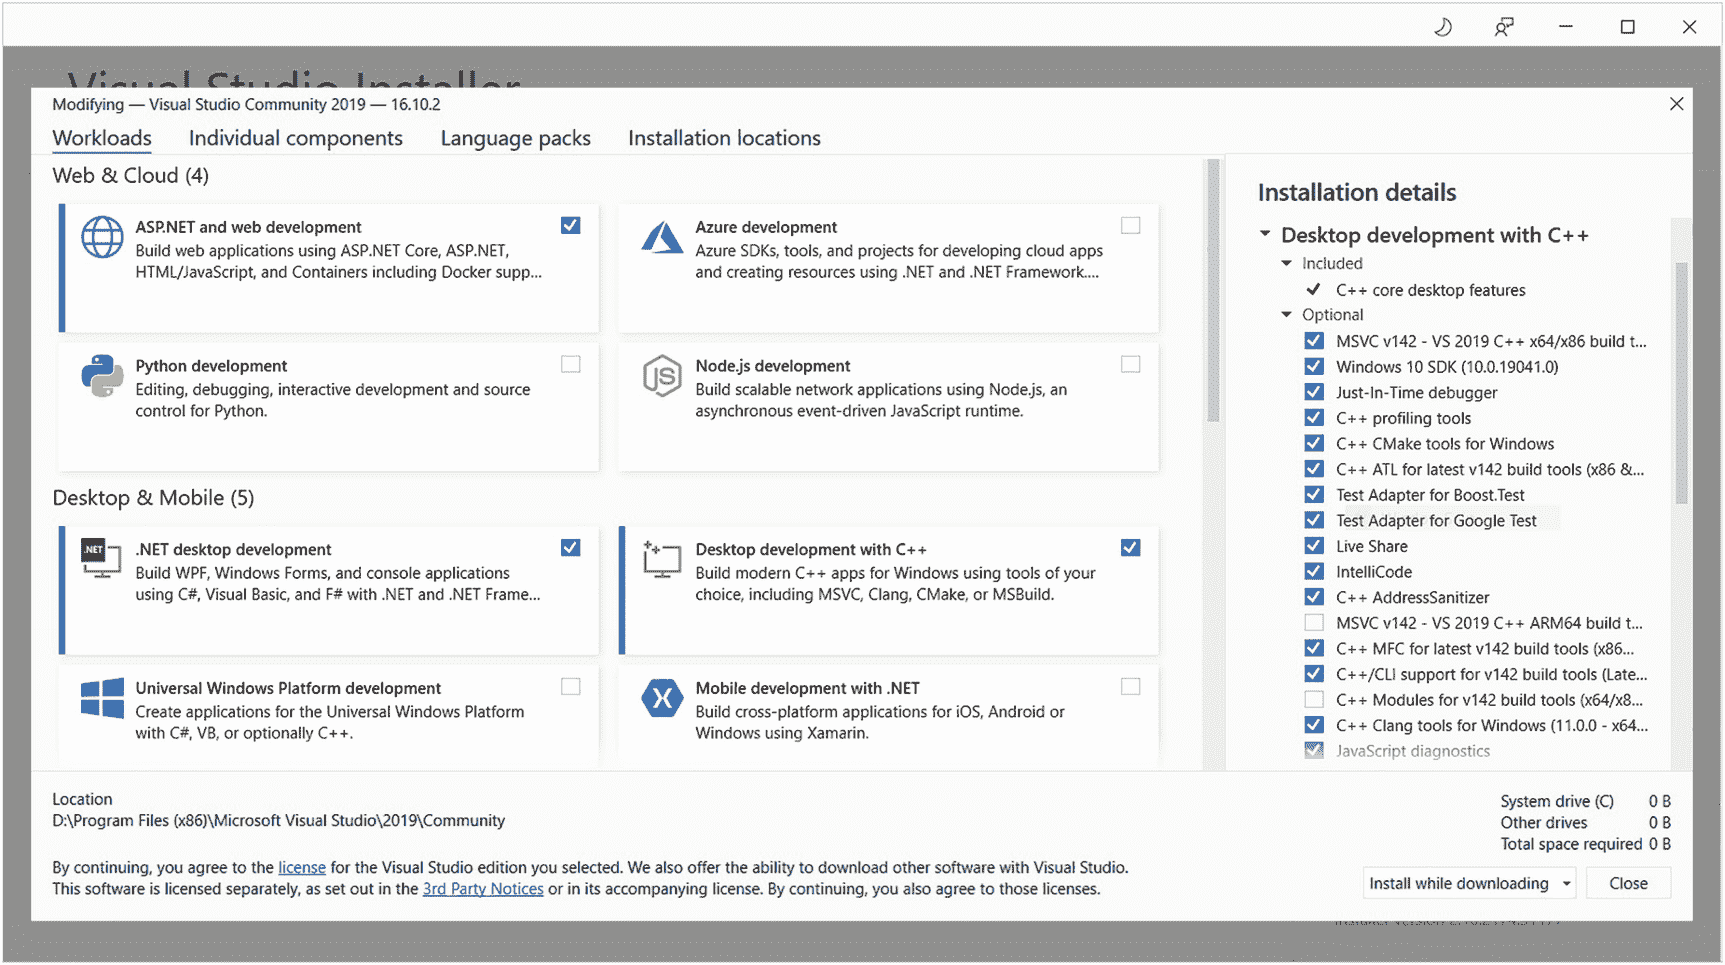 Visual Studio Installer
Modifying — Visual Studio Community 2019 — 16.10.2
Workloads
Individual components
Language packs
Installation locations
Web & Cloud (4)
ASP.NET and web development
Build web applications using ASP.NET Core, ASP.NET,
HTML/JavaScript, and Containers including Docker supp...
Azure development
Azure SDKs, tools, and projects for developing cloud apps
and creating resources using .NET and .NET Framework....
Python development
Editing, debugging, interactive development and source
control for Python.
JS
Node.js development
Build scalable network applications using Node.js, an
asynchronous event-driven JavaScript runtime.
Desktop & Mobile (5)
.NET
.NET desktop development
Build WPF, Windows Forms, and console applications
using C#, Visual Basic, and F# with .NET and .NET Frame...
Desktop development with C++
Build modern C++ apps for Windows using tools of your
choice, including MSVC, Clang, CMake, or MSBuild.
Universal Windows Platform development
Create applications for the Universal Windows Platform
with C#, VB, or optionally C++.
Mobile development with .NET
Build cross-platform applications for iOS, Android or
Windows using Xamarin.
Installation details
Desktop development with C++
Included
C++ core desktop features
Optional
MSVC v142 - VS 2019 C++ x64/x86 build t...
Windows 10 SDK (10.0.19041.0)
Just-In-Time debugger
C++ profiling tools
C++ CMake tools for Windows
C++ ATL for latest v142 build tools (x86 &...
Test Adapter for Boost.Test
Test Adapter for Google Test
Live Share
IntelliCode
C++ AddressSanitizer
MSVC v142 - VS 2019 C++ ARM64 build t...
C++ MFC for latest v142 build tools (x86...
C++/CLI support for v142 build tools (Late...
C++ Modules for v142 build tools (x64/x8...
C++ Clang tools for Windows (11.0.0 - x64...
JavaScript diagnostics
Location
D:\Program Files (x86)\Microsoft Visual Studio\2019\Community
By continuing, you agree to the license for the Visual Studio edition you selected. We also offer the ability to download other software with Visual Studio.
This software is licensed separately, as set out in the 3rd Party Notices or in its accompanying license. By continuing, you also agree to those licenses.
System drive (C) 0 B
Other drives 0 B
Total space required 0 B
Install while downloading
Close